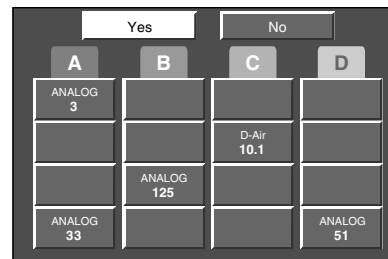 Yes No
A B C D
ANALOG
3
D-Air
10.1
ANALOG
125
ANALOG ANALOG
33 51